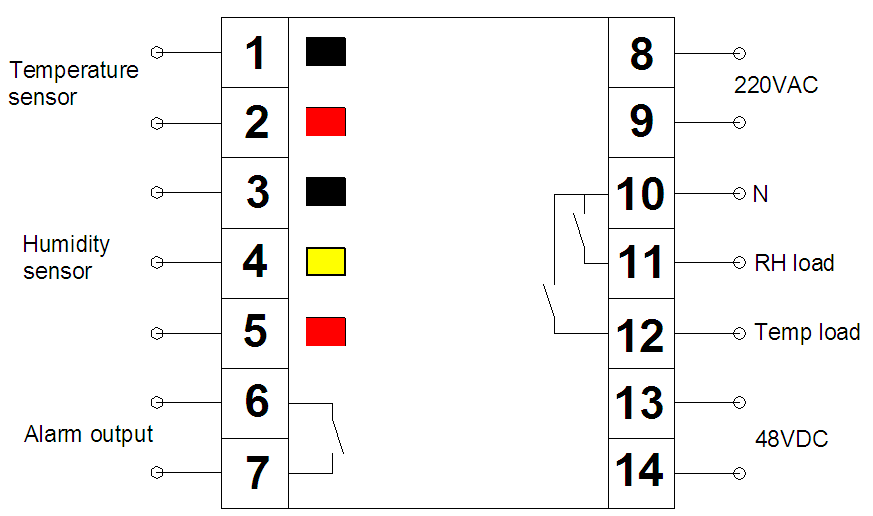 Temperature
sensor
Humidity
sensor
Alarm output
1
2
3
4
5
6
7
8
9
10
11
12
13
14
220VAC
N
RH load
Temp load
48VDC